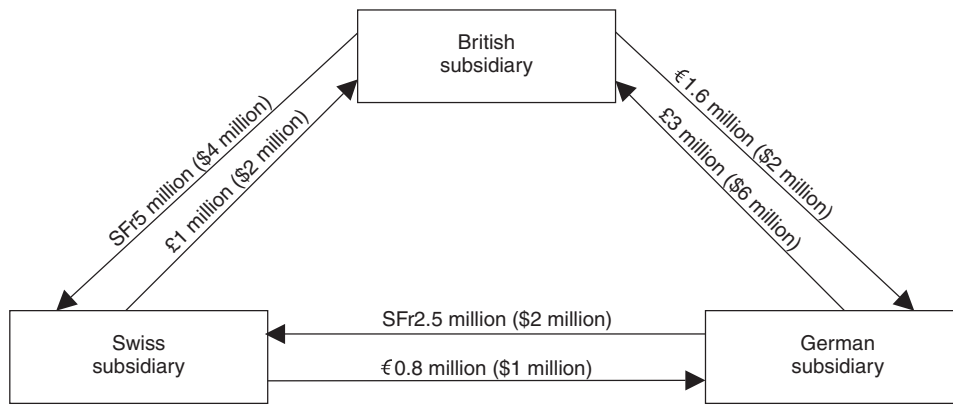 British
subsidiary
SFr5 million ($4 million)
£1 million ($2 million)
€1.6 million ($2 million)
£3 million ($6 million)
Swiss
subsidiary
SFr2.5 million ($2 million)
€0.8 million ($1 million)
German
subsidiary